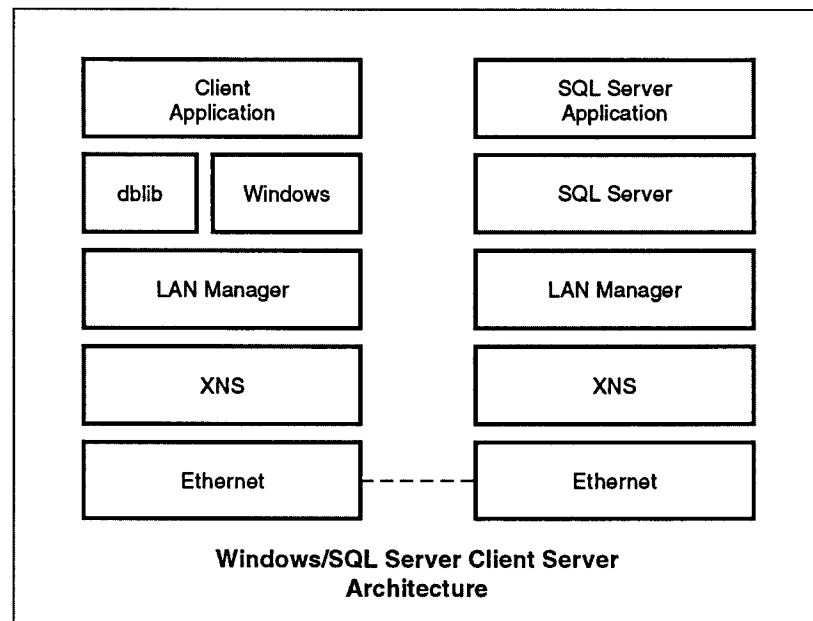 Client
Application
SQL Server
Application
dblib
Windows
SQL Server
LAN Manager
LAN Manager
XNS
XNS
Ethernet
Ethernet
Windows/SQL Server Client Server
Architecture